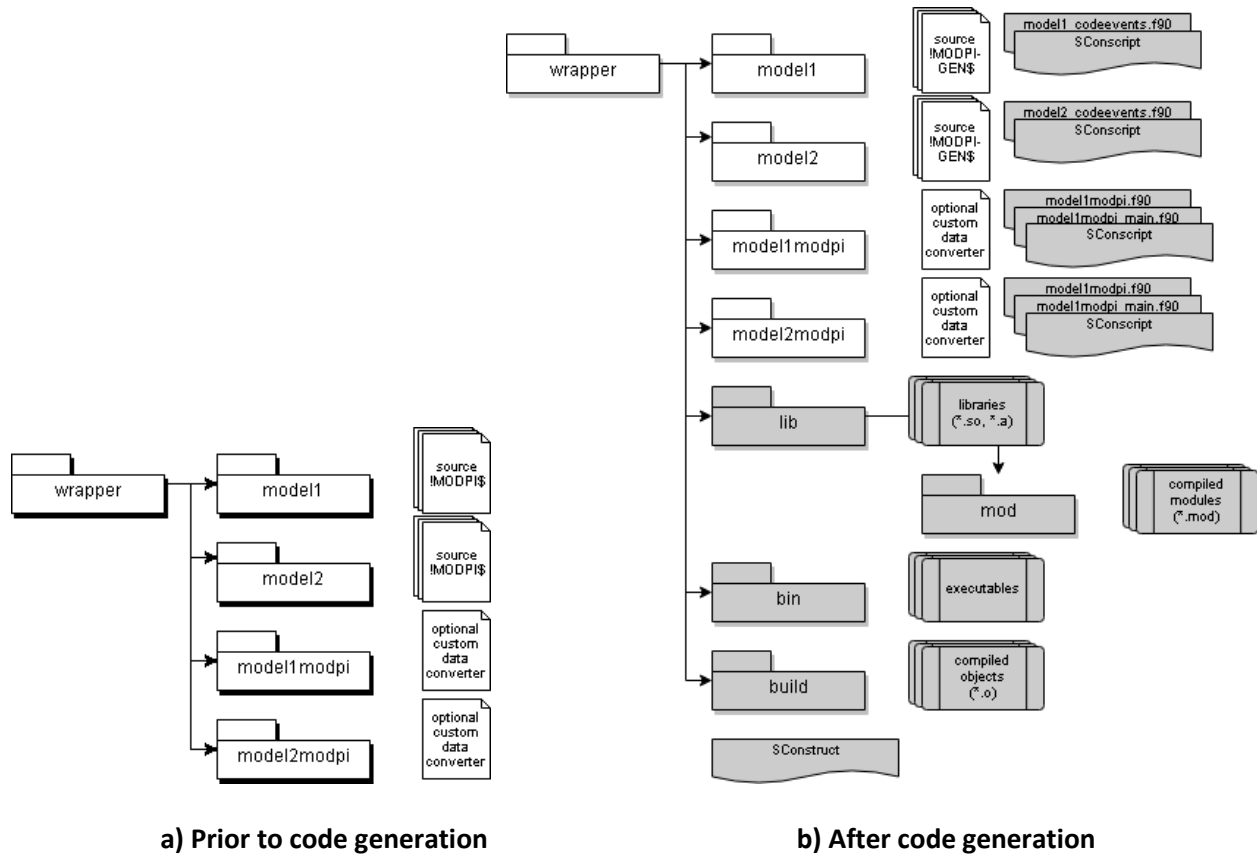 wrapper
model1
source
!MODPI-
GEN$
model1_codeevents.f90
SConscript
model2
source
!MODPI-
GEN$
model2_codeevents.f90
SConscript
model1modpi
optional
custom
data
converter
model1modpi.f90
model1modpi_main.f90
SConscript
model2modpi
optional
custom
data
converter
model1modpi.f90
model1modpi_main.f90
SConscript
lib
libraries
(*.so, *.a)
mod
compiled
modules
(*.mod)
bin
executables
build
compiled
objects
(*.o)
SConstruct
wrapper
model1
source
!MODPI$
model2
source
!MODPI$
model1modpi
optional
custom
data
converter
model2modpi
optional
custom
data
converter
a) Prior to code generation
b) After code generation